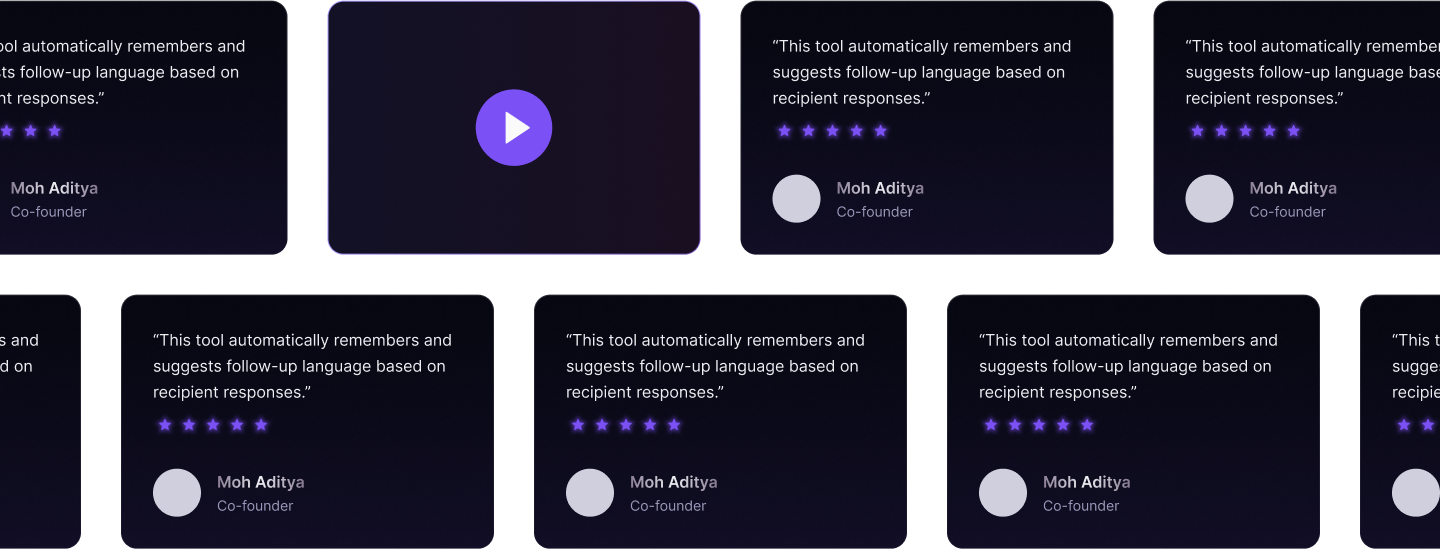 ool automatically remembers and
sts follow-up language based on
nt responses.”
Moh Aditya
Co-founder
“This tool automatically remembers and
suggests follow-up language based on
recipient responses.”
Moh Aditya
Co-founder
“This tool automatically remember
suggests follow-up language base
recipient responses.”
Moh Aditya
Co-founder
s and
d on
“This tool automatically remembers and
suggests follow-up language based on
recipient responses.”
Moh Aditya
Co-founder
“This tool automatically remembers and
suggests follow-up language based on
recipient responses.”
Moh Aditya
Co-founder
“This tool automatically remembers and
suggests follow-up language based on
recipient responses.”
Moh Aditya
Co-founder
“This t
sugges
recipie